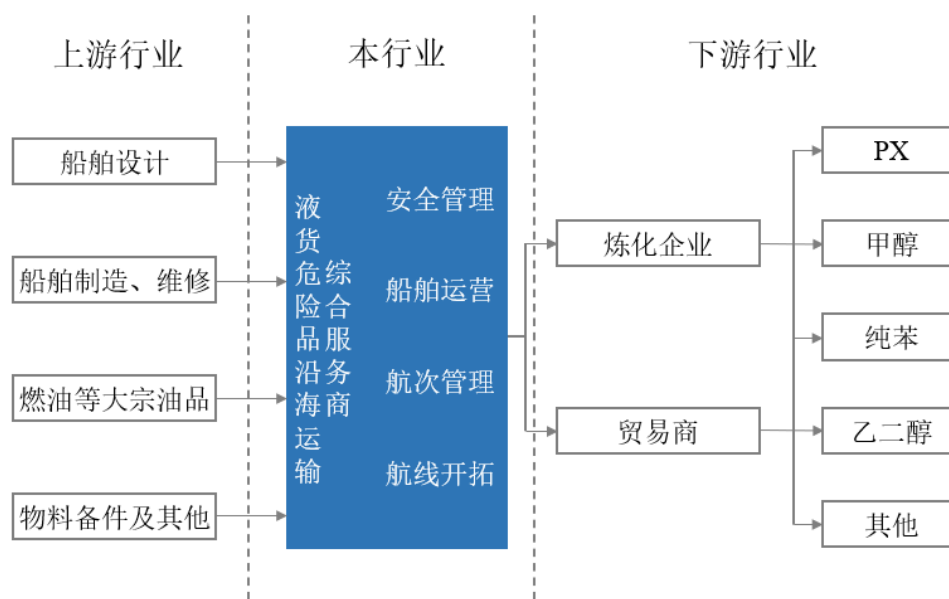 上游行业
本行业
下游行业
船舶设计
船舶制造、维修
燃油等大宗油品
物料备件及其他
液货危险品沿海运输
综合服务商
安全管理
船舶运营
航次管理
航线开拓
炼化企业
贸易商
PX
甲醇
纯苯
乙二醇
其他